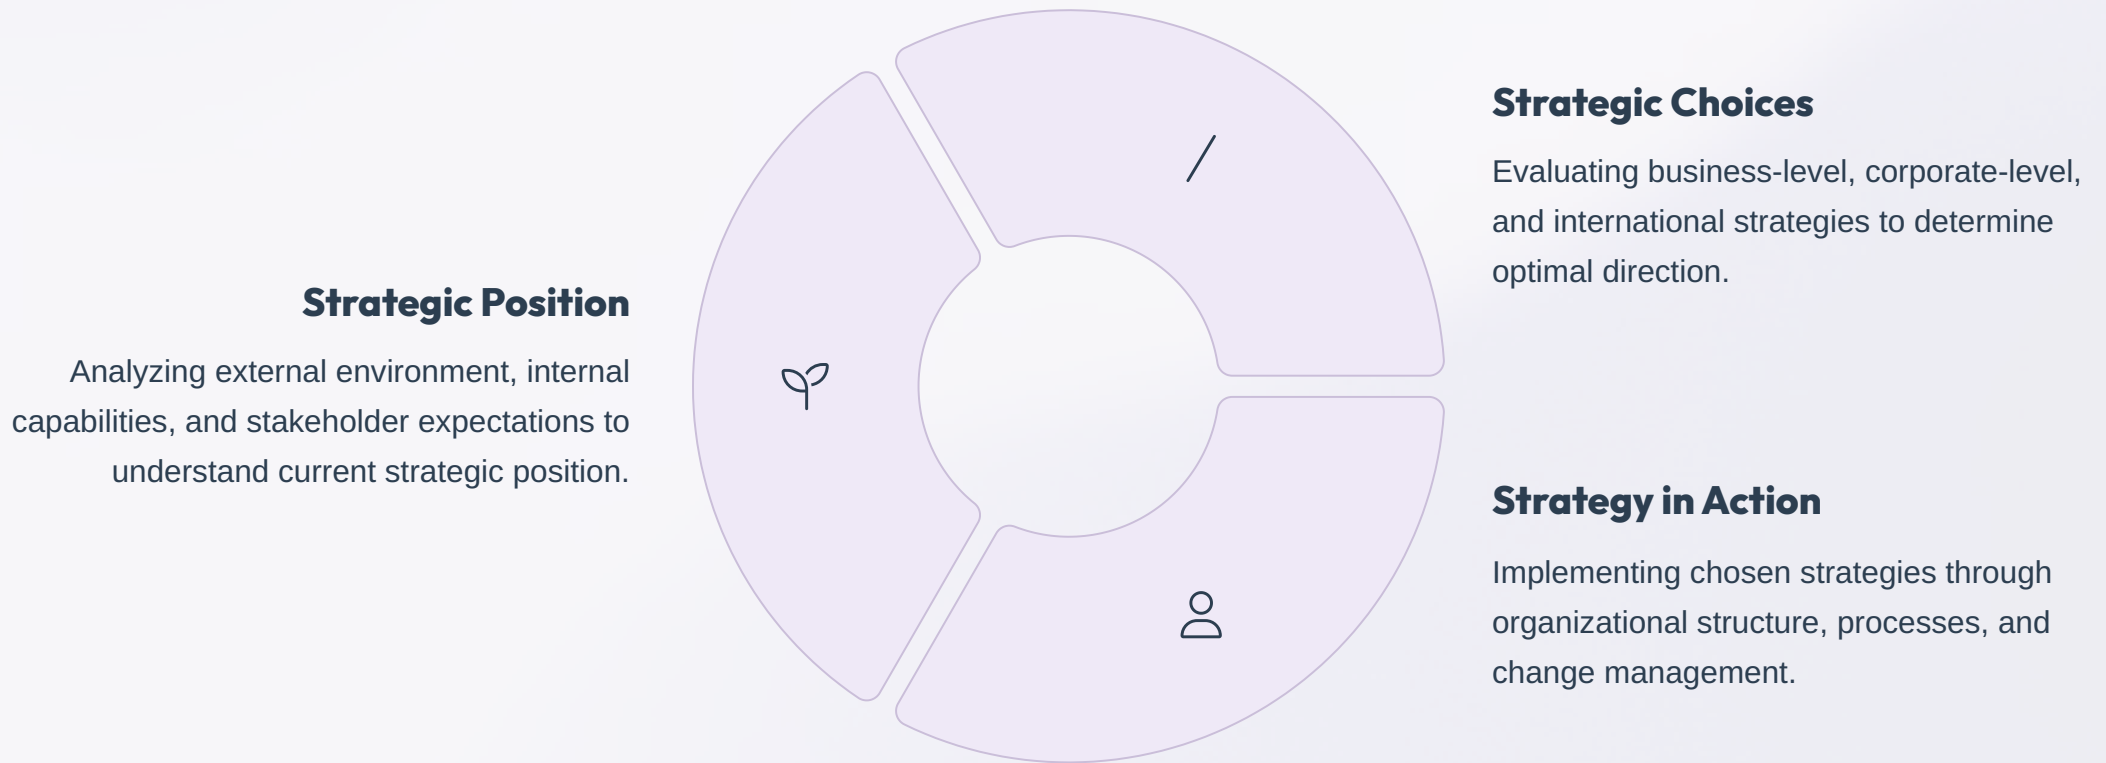 Strategic Position
Analyzing external environment, internal
capabilities, and stakeholder expectations to
understand current strategic position.
Strategic Choices
Evaluating business-level, corporate-level,
and international strategies to determine
optimal direction.
Strategy in Action
Implementing chosen strategies through
organizational structure, processes, and
change management.